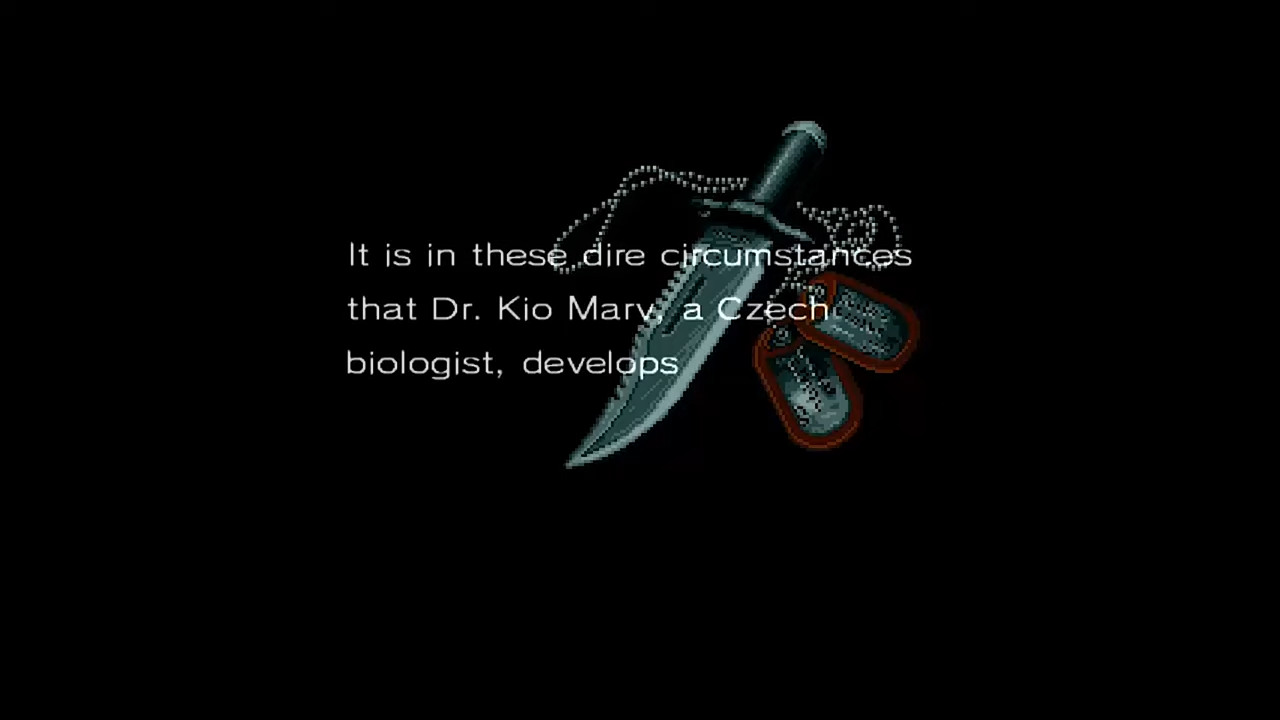 It is in these dire circumstances
that Dr. Kio Marv, a Czech
biologist, develops